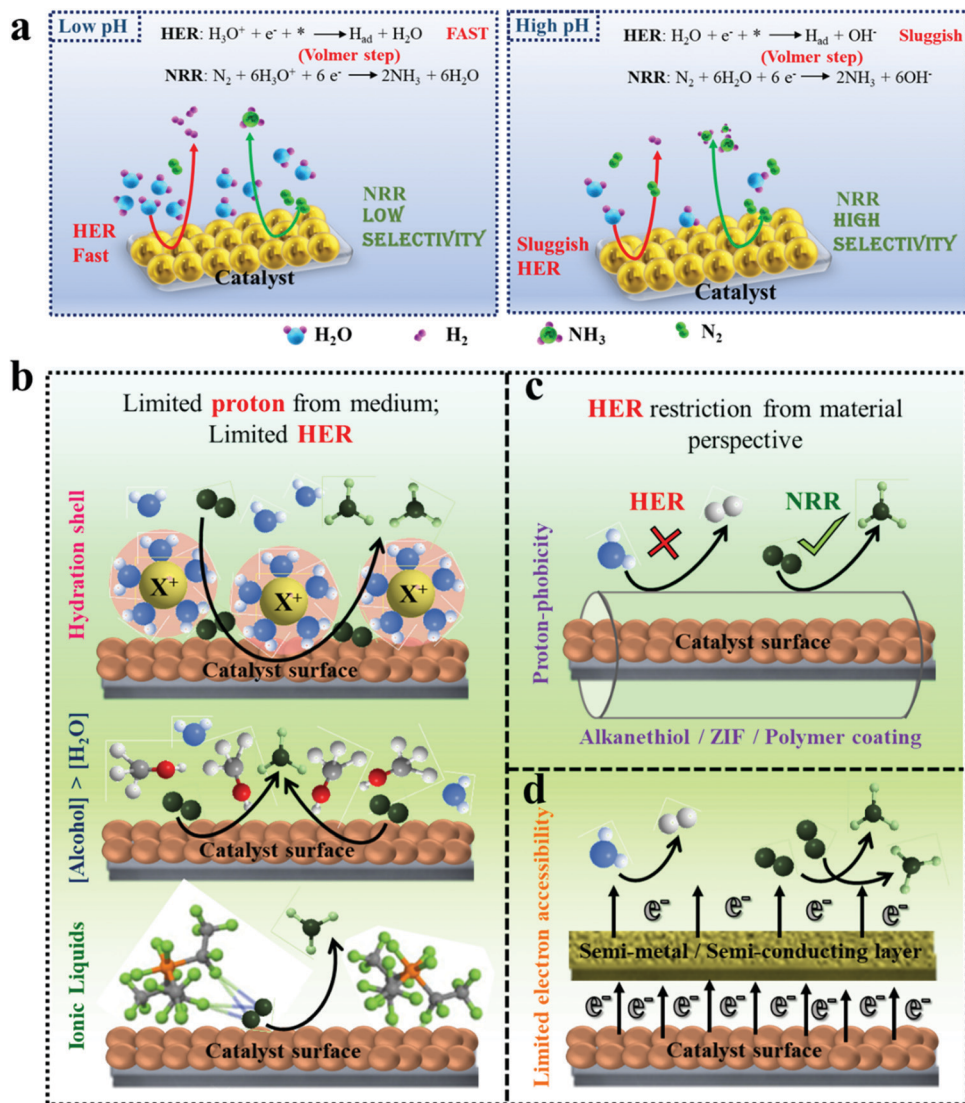 a
Low pH
HER: H₃O⁺ + e⁻ + * ⟶ H_ad + H₂O FAST
(Volmer step)
NRR: N₂ + 6H₃O⁺ + 6 e⁻ ⟶ 2NH₃ + 6H₂O
HER
Fast
NRR
LOW
SELECTIVITY
Catalyst
High pH
HER: H₂O + e⁻ + * ⟶ H_ad + OH⁻ Sluggish
(Volmer step)
NRR: N₂ + 6H₂O + 6 e⁻ ⟶ 2NH₃ + 6OH⁻
Sluggish
HER
NRR
HIGH
SELECTIVITY
Catalyst
H₂O H₂ NH₃ N₂
b
Limited proton from medium;
Limited HER
Hydration shell
X⁺ X⁺ X⁺
Catalyst surface
[Alcohol] > [H₂O]
Catalyst surface
Ionic Liquids
Catalyst surface
c
HER restriction from material
perspective
HER NRR
Proton-phobicity
Catalyst surface
Alkanethiol / ZIF / Polymer coating
d
Limited electron accessibility
e⁻ e⁻ e⁻ e⁻
Semi-metal / Semi-conducting layer
e⁻ e⁻ e⁻ e⁻ e⁻ e⁻ e⁻
Catalyst surface